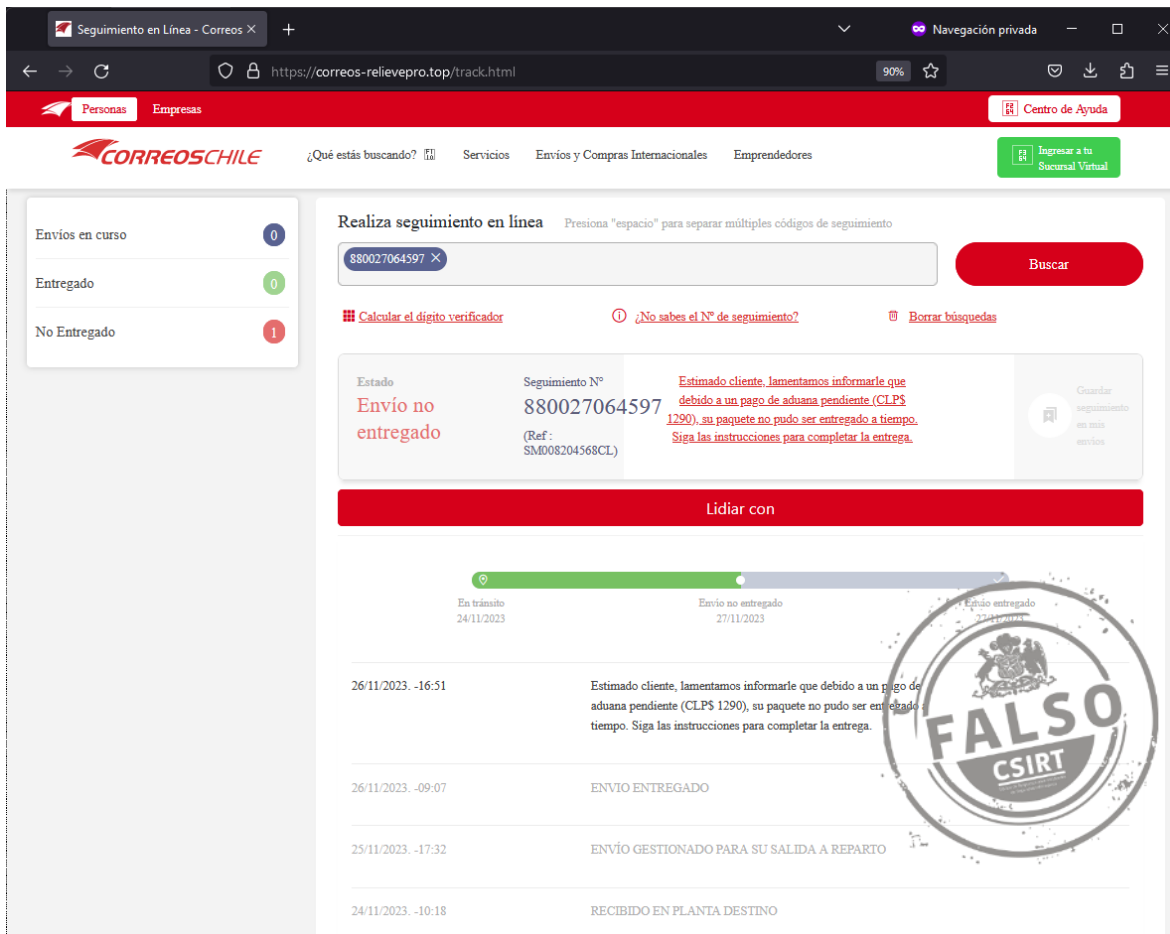 Seguimiento en Línea - Correos
Navegación privada
https://correos-relievepro.top/track.html
90%
Personas
Empresas
Centro de Ayuda
CORREOSCHILE
¿Qué estás buscando?
Servicios
Envíos y Compras Internacionales
Emprendedores
Ingresar a tu
Sucursal Virtual
Envíos en curso
0
Entregado
0
No Entregado
1
Realiza seguimiento en línea
Presiona "espacio" para separar múltiples códigos de seguimiento
880027064597
Buscar
Calcular el dígito verificador
¿No sabes el Nº de seguimiento?
Borrar búsquedas
Estado
Envío no
entregado
Seguimiento Nº
880027064597
(Ref :
SM008204568CL)
Estimado cliente, lamentamos informarle que
debido a un pago de aduana pendiente (CLP$
1290), su paquete no pudo ser entregado a tiempo.
Siga las instrucciones para completar la entrega.
Guardar
seguimiento
en mis
envíos
Lidiar con
En tránsito
24/11/2023
Envío no entregado
27/11/2023
Envío entregado
27/11/2023
26/11/2023. -16:51
Estimado cliente, lamentamos informarle que debido a un pago de
aduana pendiente (CLP$ 1290), su paquete no pudo ser entregado a
tiempo. Siga las instrucciones para completar la entrega.
FALSO
CSIRT
26/11/2023. -09:07
ENVIO ENTREGADO
25/11/2023. -17:32
ENVÍO GESTIONADO PARA SU SALIDA A REPARTO
24/11/2023. -10:18
RECIBIDO EN PLANTA DESTINO